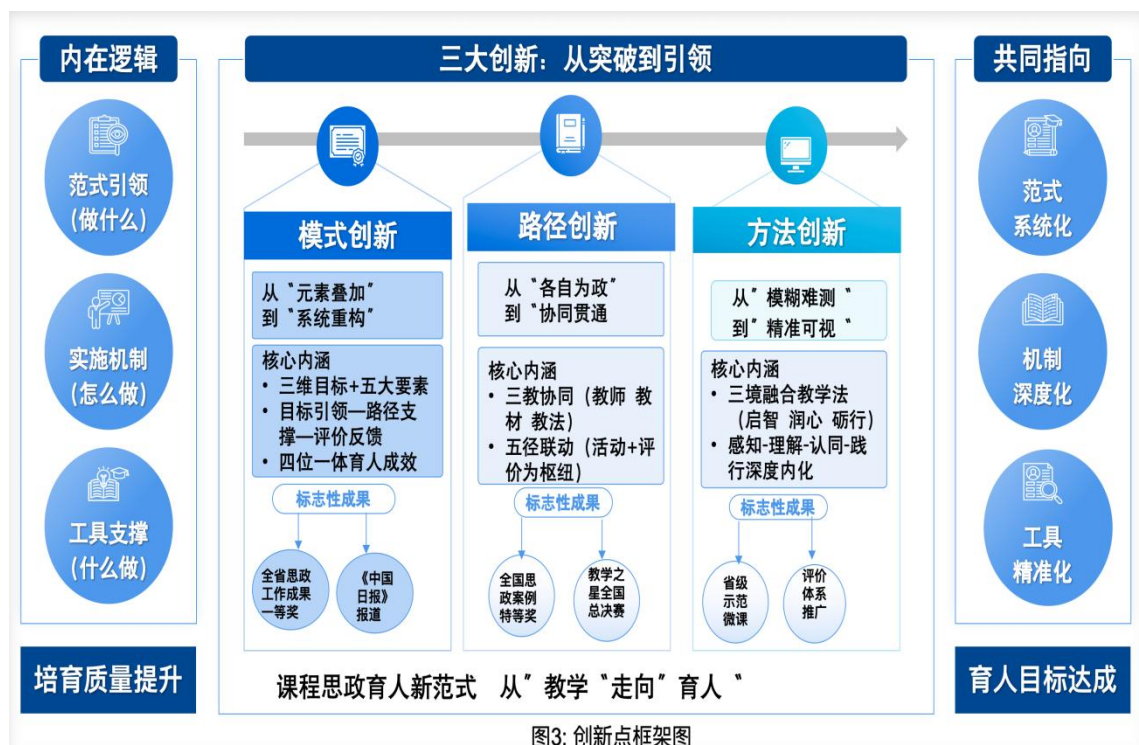 内在逻辑
范式引领
(做什么)
实施机制
(怎么做)
工具支撑
(什么做)
培育质量提升
三大创新：从突破到引领
模式创新
从〝元素叠加〞
到〝系统重构〞
核心内涵
• 三维目标+五大要素
• 目标引领—路径支
撑—评价反馈
• 四位一体育人成效
标志性成果
全省思政
工作成果
一等奖
《中国
日报》
报道
路径创新
从〝各自为政〞
到〝协同贯通
核心内涵
• 三教协同（教师 教
材 教法）
• 五径联动（活动+评
价为枢纽）
标志性成果
全国思
政案例
特等奖
教学之
星全国
总决赛
方法创新
从〞模糊难测〝
到〞精准可视〝
核心内涵
• 三境融合教学法
（启智 润心 砺行）
• 感知-理解-认同-践
行深度内化
标志性成果
省级
示范
微课
评价
体系
推广
课程思政育人新范式 从〞教学〝走向〞育人〝
共同指向
范式
系统化
机制
深度化
工具
精准化
育人目标达成
图3: 创新点框架图